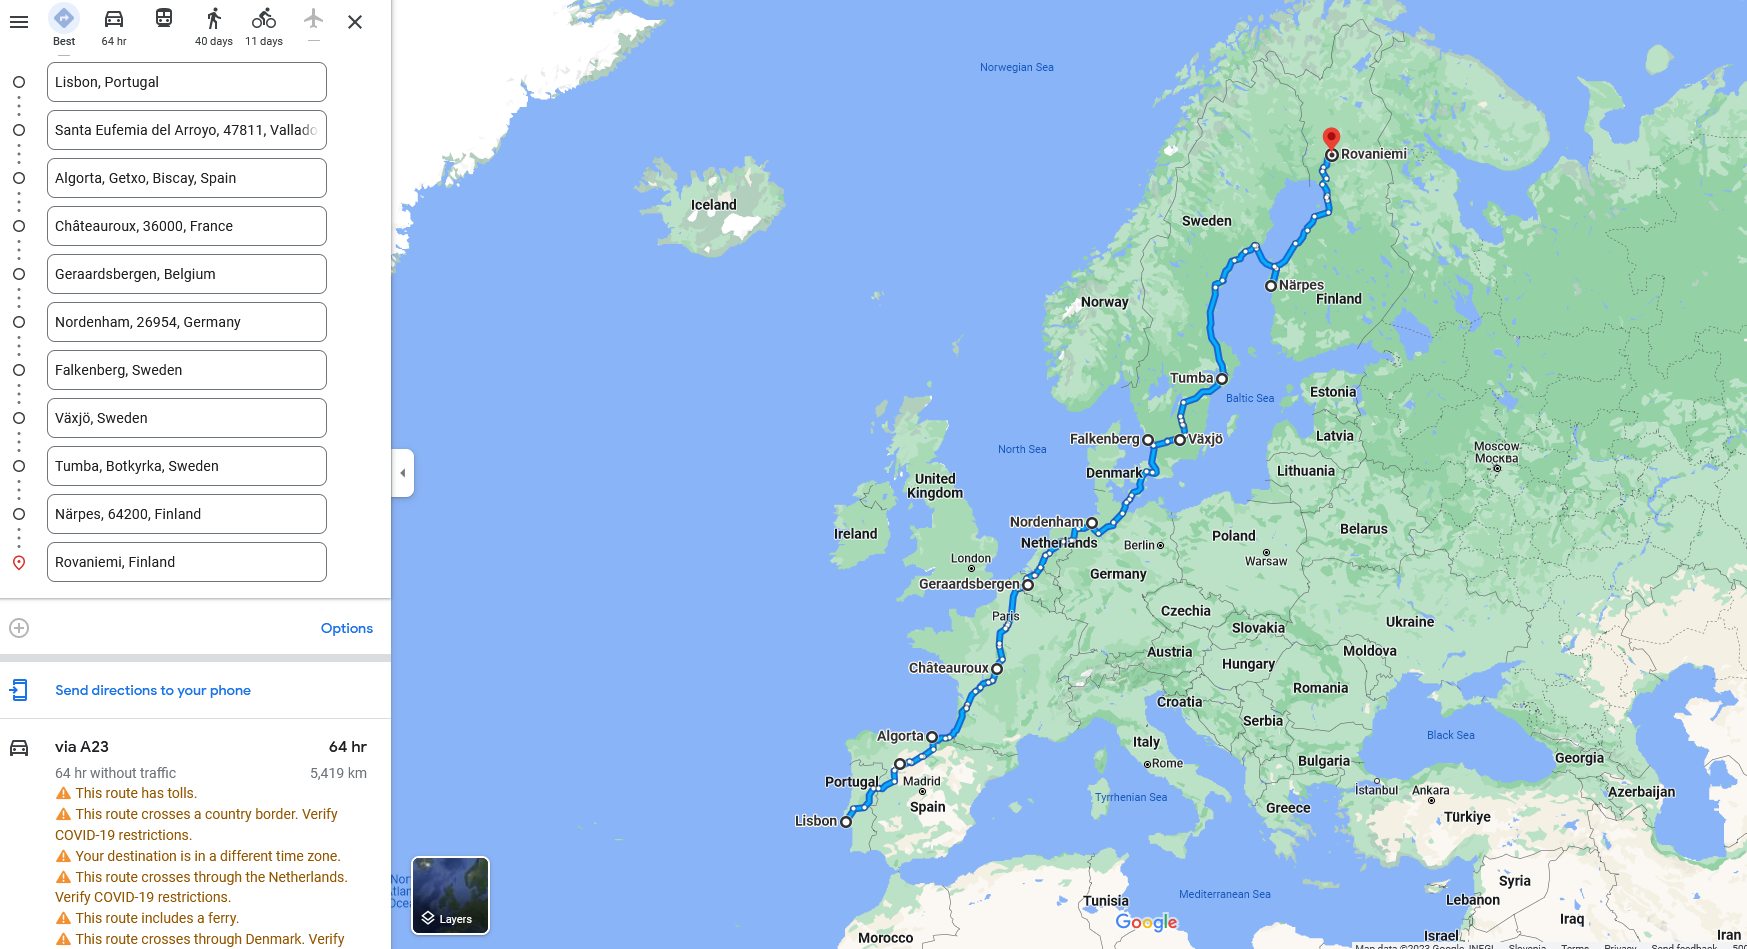 Best
64 hr
40 days
11 days
Lisbon, Portugal
Santa Eufemia del Arroyo, 47811, Vallado
Algorta, Getxo, Biscay, Spain
Châteauroux, 36000, France
Geraardsbergen, Belgium
Nordenham, 26954, Germany
Falkenberg, Sweden
Växjö, Sweden
Tumba, Botkyrka, Sweden
Närpes, 64200, Finland
Rovaniemi, Finland
Options
Send directions to your phone
via A23
64 hr
64 hr without traffic
5,419 km
This route has tolls.
This route crosses a country border. Verify
COVID-19 restrictions.
Your destination is in a different time zone.
This route crosses through the Netherlands.
Verify COVID-19 restrictions.
This route includes a ferry.
This route crosses through Denmark. Verify
Norwegian Sea
Rovaniemi
Iceland
Sweden
Närpes
Finland
Norway
Tumba
Baltic Sea
Estonia
Falkenberg
Växjö
Latvia
North Sea
Moscow
Москва
Denmark
Lithuania
United
Kingdom
Nordenham
Ireland
Netherlands
Berlin
Poland
Belarus
London
Warsaw
Geraardsbergen
Germany
Paris
Czechia
Ukraine
Slovakia
Châteauroux
Austria
Hungary
Moldova
Romania
Croatia
Serbia
Algorta
Italy
Black Sea
Rome
Bulgaria
Georgia
Portugal
Madrid
İstanbul
Ankara
Azerbaijan
Tyrrhenian Sea
Spain
Greece
Türkiye
Lisbon
Layers
Mediterranean Sea
Syria
Tunisia
Lebanon
Google
Iraq
Morocco
Israel
Iran
Map data ©2023 Google, INEGI
Slovenia
Terms
Privacy
Send feedback